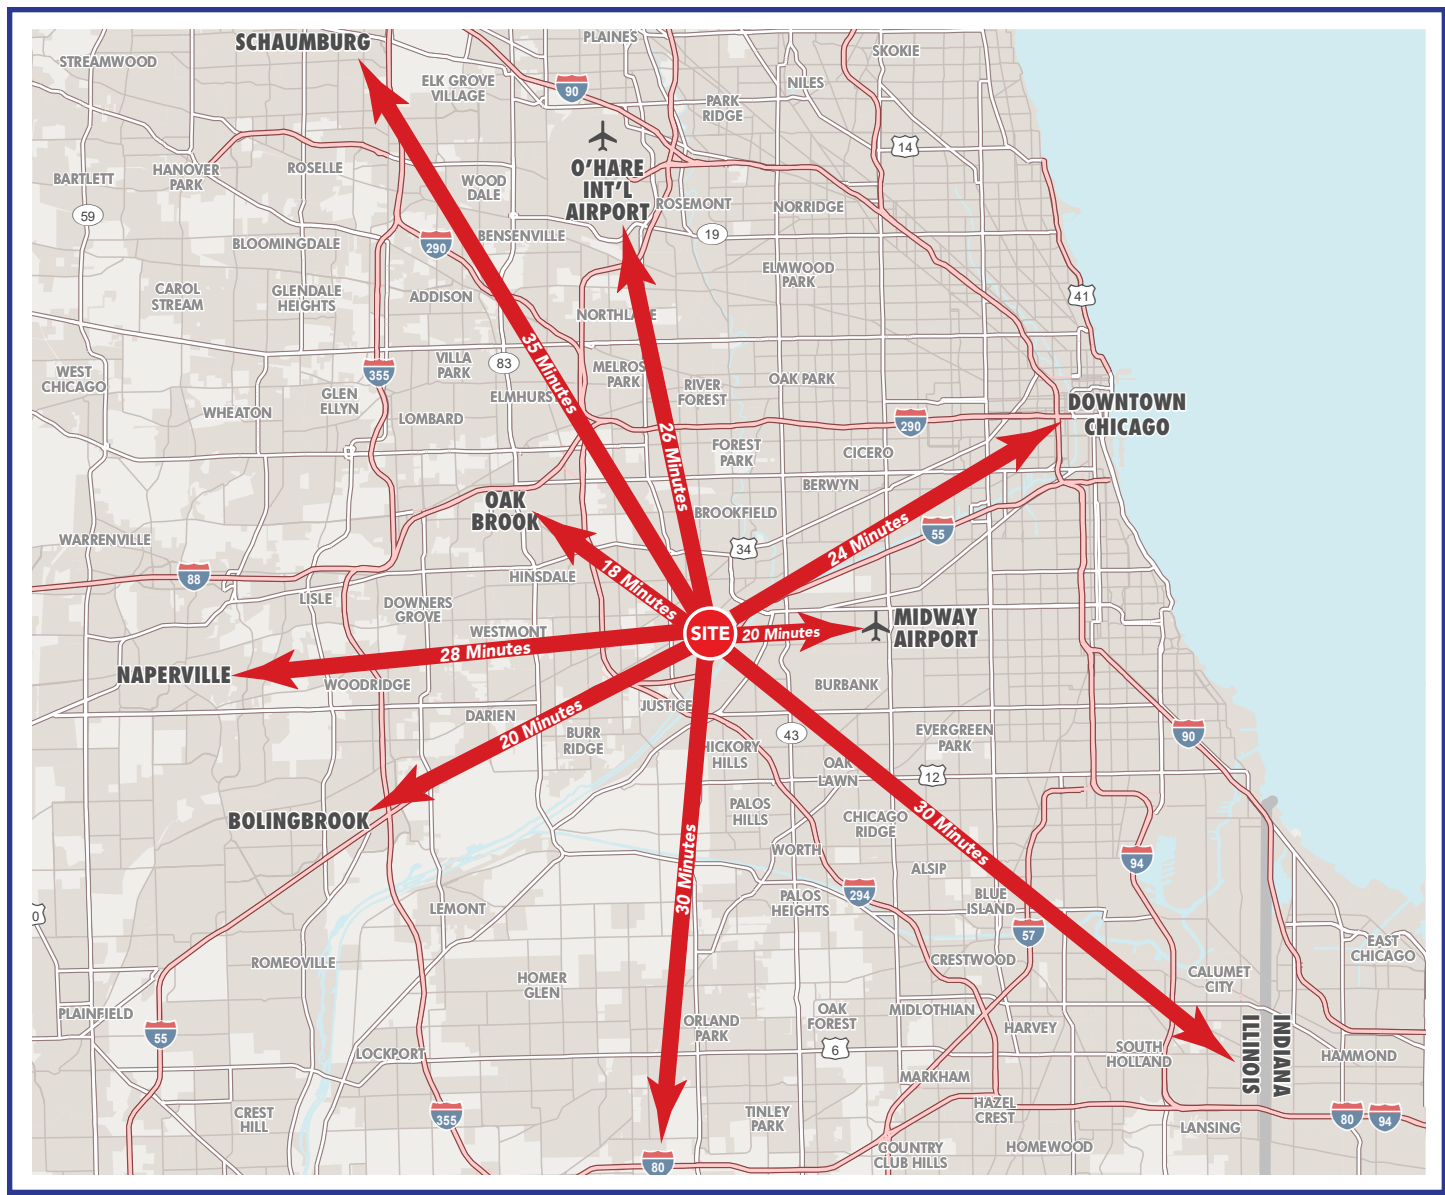 SCHAUMBURG
PLAINES
SKOKIE
STREAMWOOD
ELK GROVE
VILLAGE
90
NILES
PARK
RIDGE
14
O'HARE
INT'L
AIRPORT
HANOVER
PARK
ROSELLE
BARTLETT
WOOD
DALE
ROSEMONT
NORRIDGE
59
BLOOMINGDALE
290
BENSENVILLE
19
ELMWOOD
PARK
CAROL
STREAM
GLENDALE
HEIGHTS
ADDISON
41
NORTHLAKE
35 Minutes
WEST
CHICAGO
355
VILLA
PARK
83
MELROS
PARK
RIVER
FOREST
OAK PARK
GLEN
ELLYN
ELMHURST
WHEATON
LOMBARD
DOWNTOWN
CHICAGO
290
26 Minutes
FOREST
PARK
CICERO
BERWYN
OAK
BROOK
BROOKFIELD
WARRENVILLE
34
24 Minutes
55
88
HINSDALE
18 Minutes
LISLE
DOWNERS
GROVE
WESTMONT
SITE
20 Minutes
MIDWAY
AIRPORT
28 Minutes
NAPERVILLE
WOODRIDGE
BURBANK
DARIEN
20 Minutes
JUSTICE
BURR
RIDGE
HICKORY
HILLS
43
EVERGREEN
PARK
90
OAK
LAWN
12
BOLINGBROOK
PALOS
HILLS
CHICAGO
RIDGE
30 Minutes
WORTH
94
30 Minutes
ALSIP
294
PALOS
HEIGHTS
BLUE
ISLAND
0
LEMONT
57
ROMEOVILLE
CRESTWOOD
EAST
CHICAGO
HOMER
GLEN
CALUMET
CITY
PLAINFIELD
55
ORLAND
PARK
OAK
FOREST
MIDLOTHIAN
HARVEY
6
LOCKPORT
SOUTH
HOLLAND
ILLINOIS
INDIANA
HAMMOND
MARKHAM
CREST
HILL
355
TINLEY
PARK
HAZEL
CREST
80
94
LANSING
80
COUNTRY
CLUB HILLS
HOMEWOOD